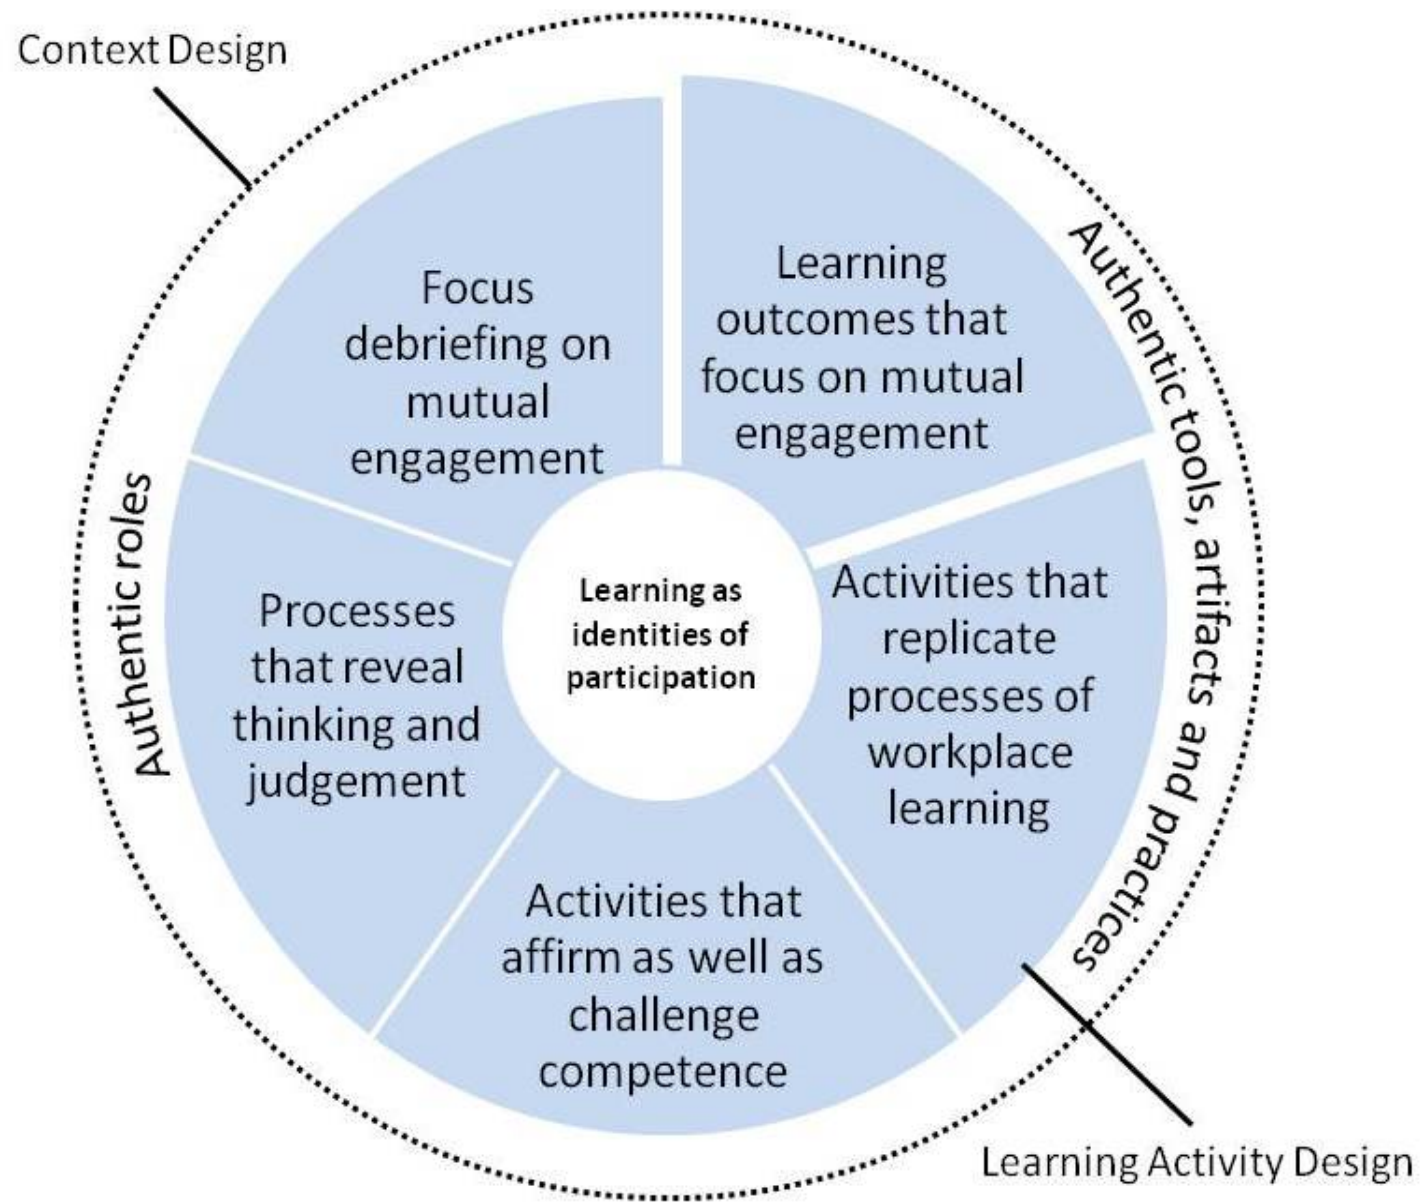 Context Design
Focus
debriefing on
mutual
engagement
Learning
outcomes that
focus on mutual
engagement
Authentic tools, artifacts and practices
Authentic roles
Processes
that reveal
thinking and
judgement
Learning as
identities of
participation
Activities that
replicate
processes of
workplace
learning
Activities that
affirm as well as
challenge
competence
Learning Activity Design